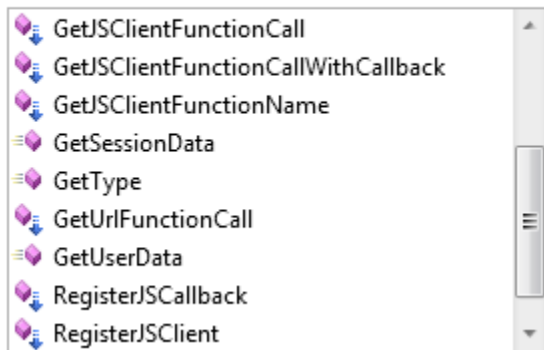 GetJSClientFunctionCall
GetJSClientFunctionCallWithCallback
GetJSClientFunctionName
GetSessionData
GetType
GetUrlFunctionCall
GetUserData
RegisterJSCallback
RegisterJSClient